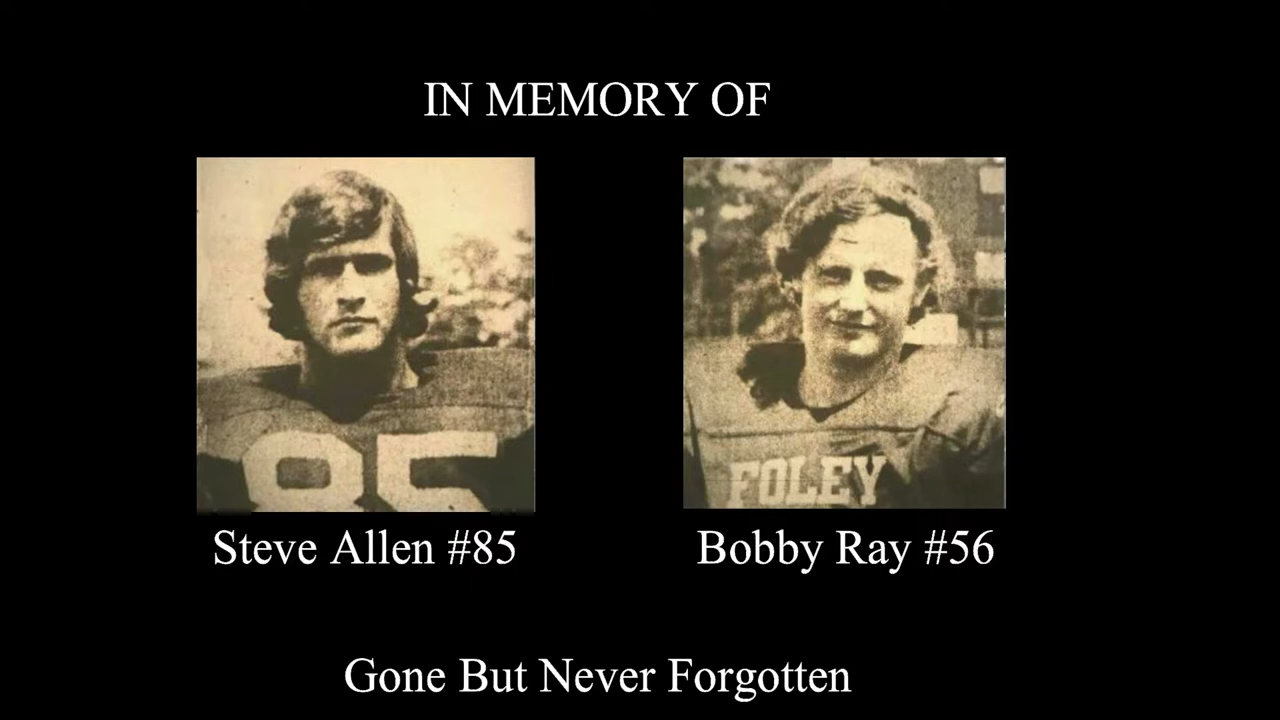 IN MEMORY OF
85
FOLEY
Steve Allen #85
Bobby Ray #56
Gone But Never Forgotten